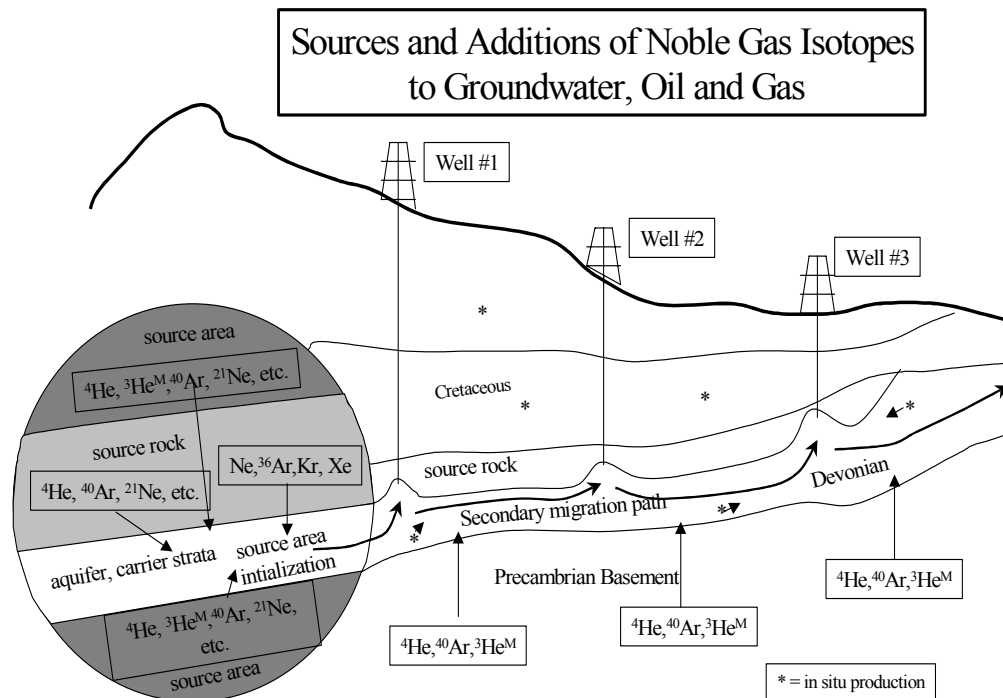 Sources and Additions of Noble Gas Isotopes
to Groundwater, Oil and Gas
Well #1
Well #2
Well #3
source area
⁴He, ³Heᴹ,⁴⁰Ar, ²¹Ne, etc.
source rock
Ne,³⁶Ar,Kr, Xe
⁴He, ⁴⁰Ar, ²¹Ne, etc.
aquifer, carrier strata
source area
intialization
⁴He, ³Heᴹ,⁴⁰Ar, ²¹Ne,
etc.
source area
*
Cretaceous
*
*
*
source rock
Devonian
Secondary migration path
*
*
Precambrian Basement
⁴He,⁴⁰Ar,³Heᴹ
⁴He,⁴⁰Ar,³Heᴹ
⁴He,⁴⁰Ar,³Heᴹ
* = in situ production